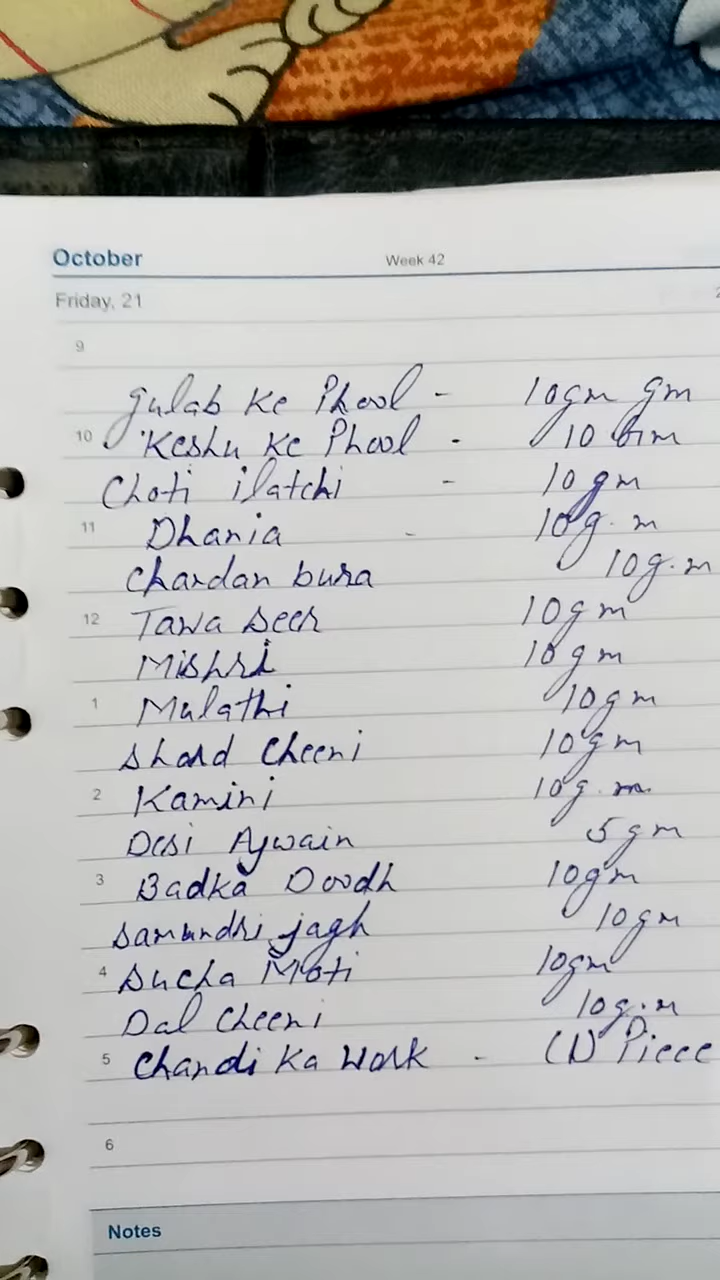 October Week 42
Friday, 21
9
Gulab Ke Phool - 10gm gm
10 Keshu Ke Phool - 10 Gm
Choti ilatchi - 10 gm
11 Dhania - 10g.m
Chandan bura 10g.m
12 Tawa Seer 10gm
Mishri 10gm
1 Mulathi 10gm
Shard Cheeni 10gm
2 Kamini 10g.m
Desi Ajwain 5gm
3 Badka Doodh 10gm
Samundri jagh 10gm
4 Sucha Moti 10gm
Dal Cheeni 10g.m
5 Chandi Ka Work - (1) Piece
6
Notes